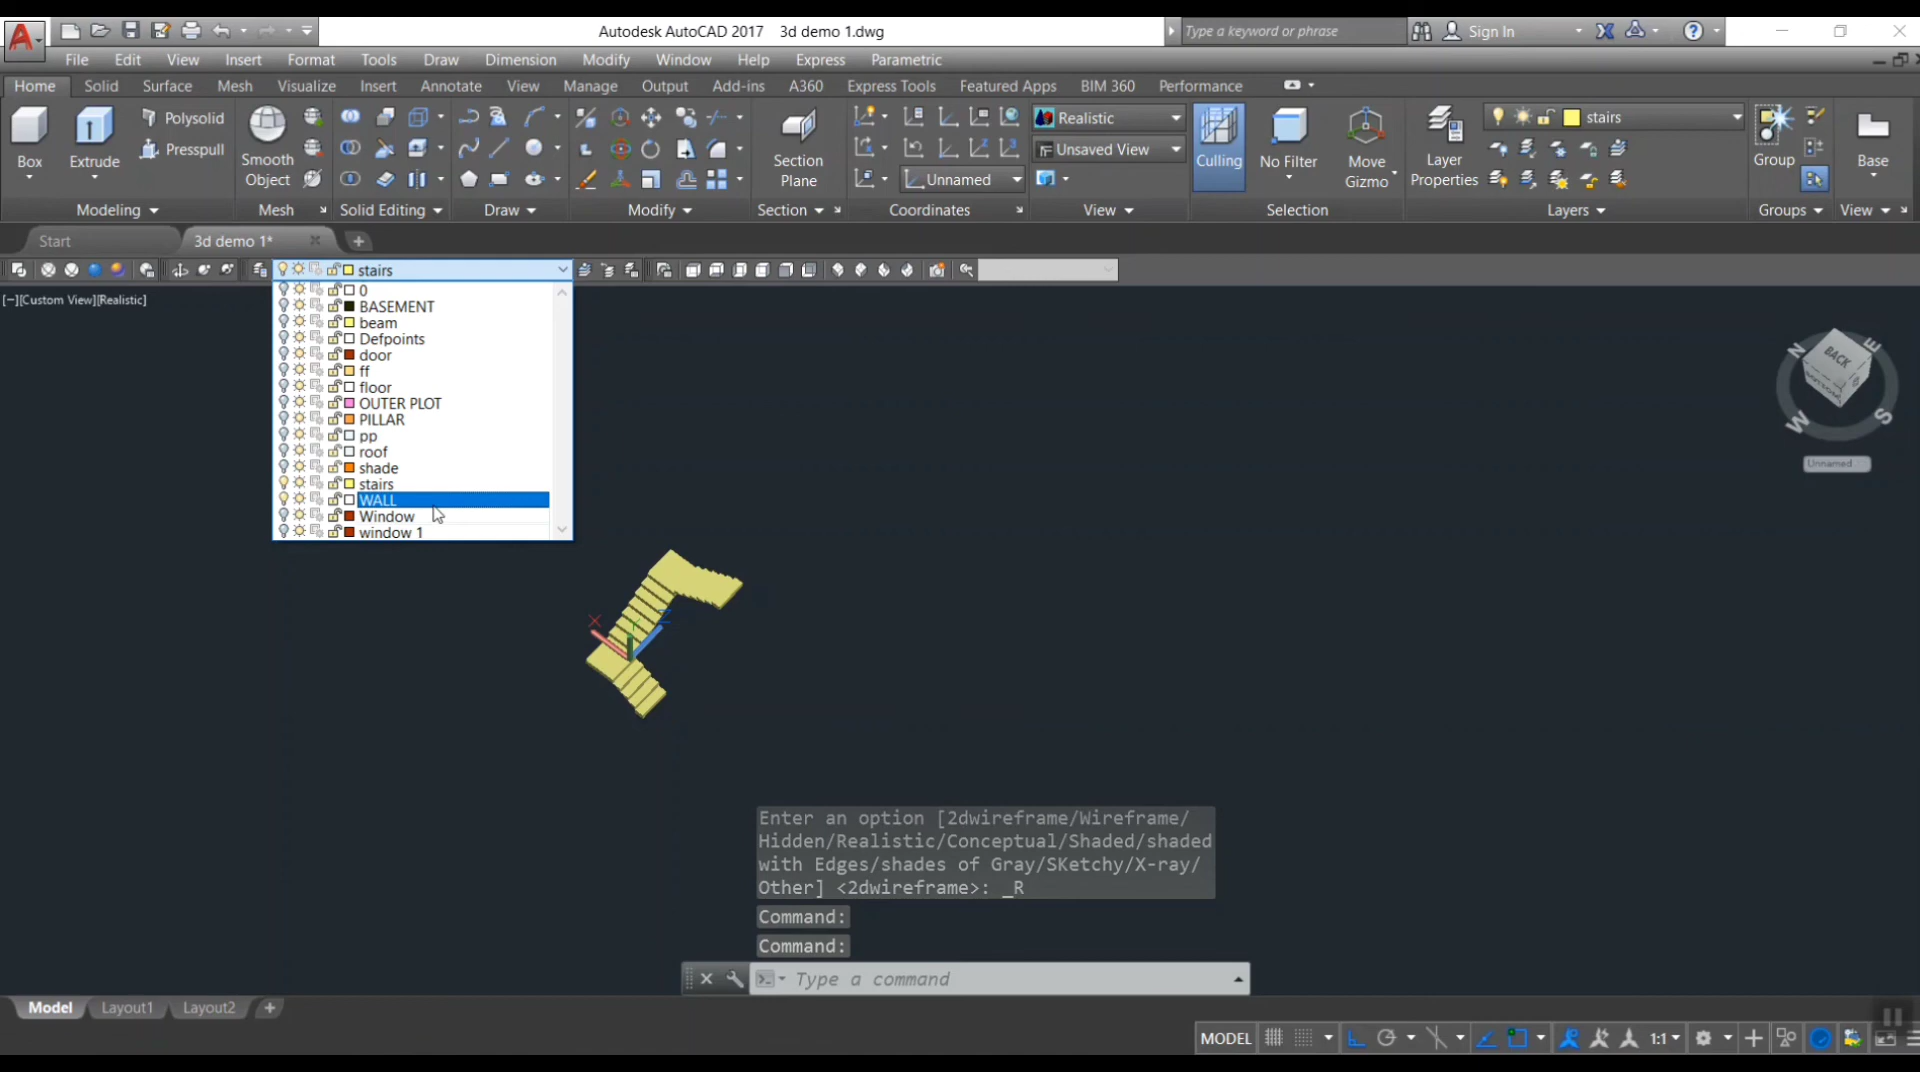 Autodesk AutoCAD 2017 3d demo 1.dwg
Type a keyword or phrase
Sign In
File Edit View Insert Format Tools Draw Dimension Modify Window Help Express Parametric
Home Solid Surface Mesh Visualize Insert Annotate View Manage Output Add-ins A360 Express Tools Featured Apps BIM 360 Performance
Box
Extrude
Polysolid
Presspull
Smooth
Object
Section
Plane
Realistic
Unsaved View
Unnamed
Culling
No Filter
Move
Gizmo
Layer
Properties
stairs
Group
Base
Modeling Mesh Solid Editing Draw Modify Section Coordinates View Selection Layers Groups View
Start 3d demo 1*
stairs
[−][Custom View][Realistic]
0
BASEMENT
beam
Defpoints
door
ff
floor
OUTER PLOT
PILLAR
pp
roof
shade
stairs
WALL
Window
window 1
N
E
BACK
W
S
Unnamed
X
Y
Z
Enter an option [2dwireframe/Wireframe/
Hidden/Realistic/Conceptual/Shaded/shaded
with Edges/shades of Gray/SKetchy/X-ray/
Other] <2dwireframe>: _R
Command:
Command:
Type a command
Model Layout1 Layout2
MODEL
1:1